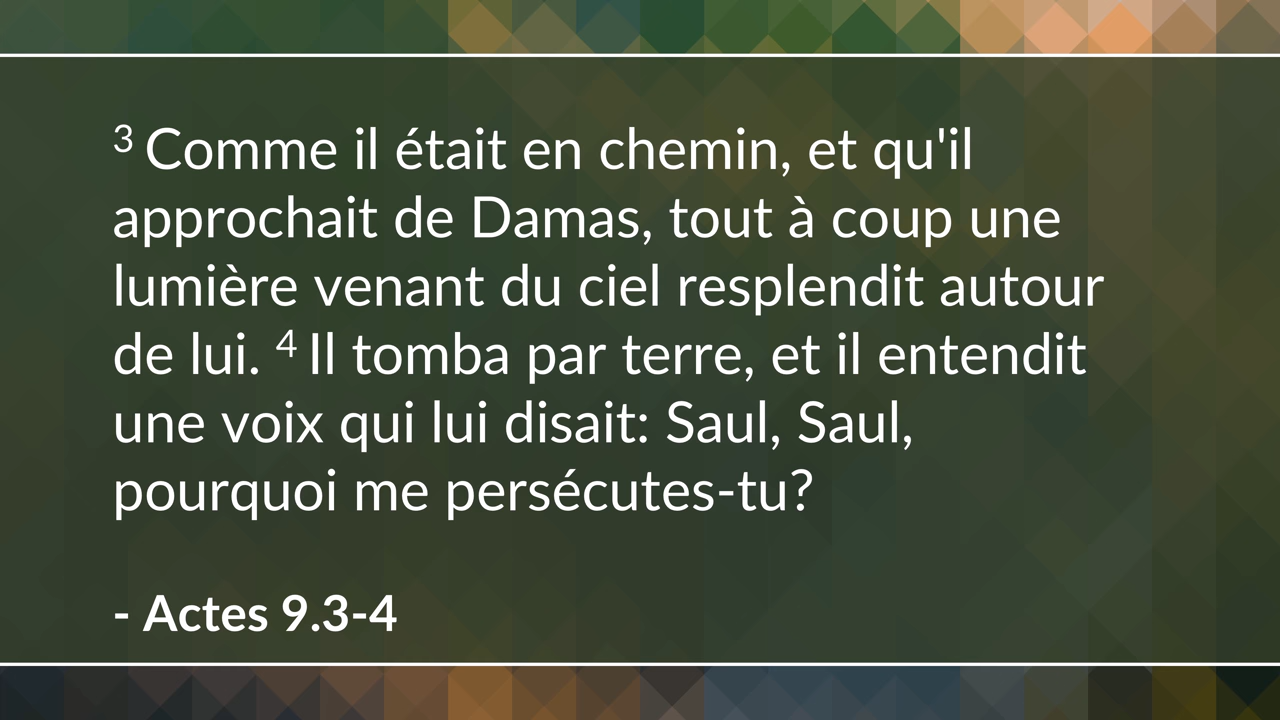 3 Comme il était en chemin, et qu'il
approchait de Damas, tout à coup une
lumière venant du ciel resplendit autour
de lui. 4 Il tomba par terre, et il entendit
une voix qui lui disait: Saul, Saul,
pourquoi me persécutes-tu?
- Actes 9.3-4